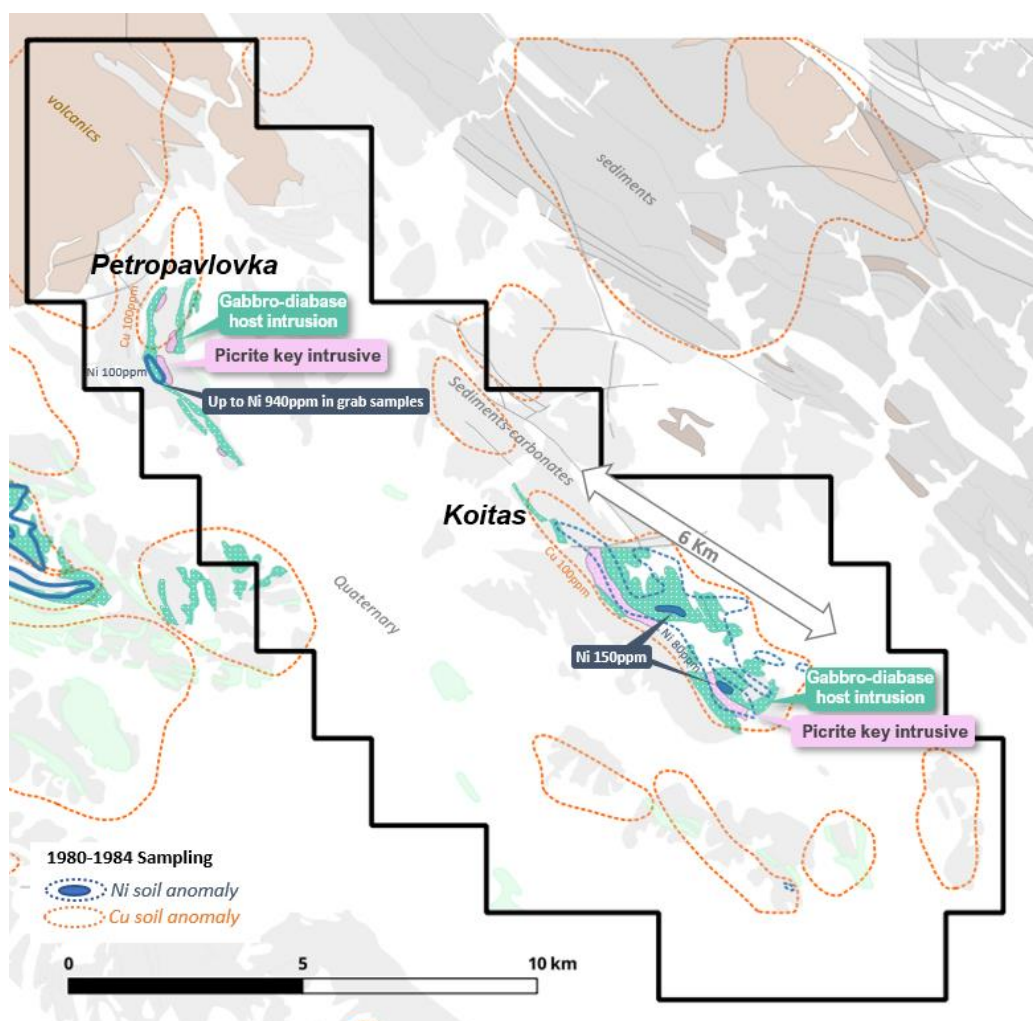 volcanics
sediments
Petropavlovka
Gabbro-diabase
host intrusion
Cu 100ppm
Picrite key intrusive
Ni 100ppm
Up to Ni 940ppm in grab samples
Sediments-carbonates
Koitas
6 Km
Cu 100ppm
Quaternary
Ni 80ppm
Ni 150ppm
Gabbro-diabase
host intrusion
Picrite key intrusive
1980-1984 Sampling
Ni soil anomaly
Cu soil anomaly
0 5 10 km